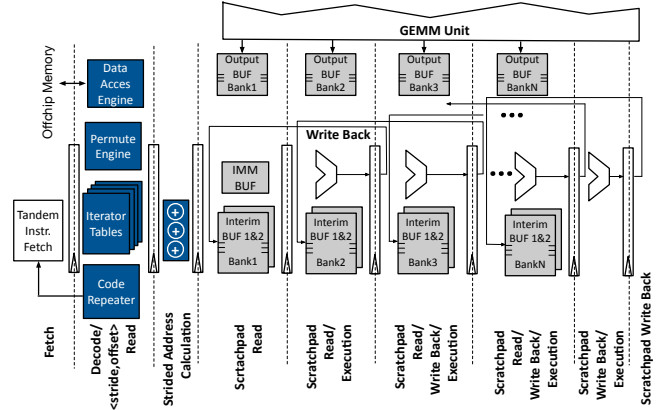 GEMM Unit
Offchip Memory
Data
Acces
Engine
Output
BUF
Bank1
Output
BUF
Bank2
Output
BUF
Bank3
Output
BUF
BankN
Write Back
Permute
Engine
IMM
BUF
Tandem
Instr.
Fetch
Iterator
Tables
Interim
BUF 1&2
Bank1
Interim
BUF 1&2
Bank2
Interim
BUF 1&2
Bank3
Interim
BUF 1&2
BankN
Code
Repeater
Fetch
Decode/
<stride,offset>
Read
Strided Address
Calculation
Scrtachpad
Read
Scratchpad
Read/
Execution
Scratchpad
Read/
Write Back/
Execution
Scratchpad
Read/
Write Back/
Execution
Scratchpad
Write Back/
Execution
Scratchpad Write Back